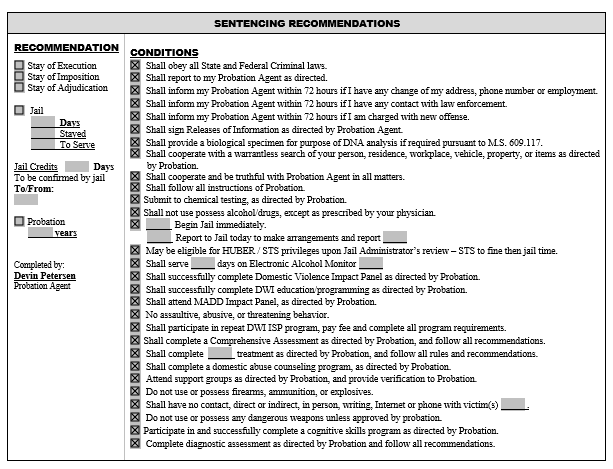 SENTENCING RECOMMENDATIONS
RECOMMENDATION
Stay of Execution
Stay of Imposition
Stay of Adjudication
Jail
Days
Stayed
To Serve
Jail Credits Days
To be confirmed by jail
To/From:
Probation
years
Completed by:
Devin Petersen
Probation Agent
CONDITIONS
Shall obey all State and Federal Criminal laws.
Shall report to my Probation Agent as directed.
Shall inform my Probation Agent within 72 hours if I have any change of my address, phone number or employment.
Shall inform my Probation Agent within 72 hours if I have any contact with law enforcement.
Shall inform my Probation Agent within 72 hours if I am charged with new offense.
Shall sign Releases of Information as directed by Probation Agent.
Shall provide a biological specimen for purpose of DNA analysis if required pursuant to M.S. 609.117.
Shall cooperate with a warrantless search of your person, residence, workplace, vehicle, property, or items as directed
by Probation.
Shall cooperate and be truthful with Probation Agent in all matters.
Shall follow all instructions of Probation.
Submit to chemical testing, as directed by Probation.
Shall not use possess alcohol/drugs, except as prescribed by your physician.
Begin Jail immediately.
Report to Jail today to make arrangements and report
May be eligible for HUBER / STS privileges upon Jail Administrator's review – STS to fine then jail time.
Shall serve days on Electronic Alcohol Monitor
Shall successfully complete Domestic Violence Impact Panel as directed by Probation.
Shall successfully complete DWI education/programming as directed by Probation.
Shall attend MADD Impact Panel, as directed by Probation.
No assaultive, abusive, or threatening behavior.
Shall participate in repeat DWI ISP program, pay fee and complete all program requirements.
Shall complete a Comprehensive Assessment as directed by Probation, and follow all recommendations.
Shall complete treatment as directed by Probation, and follow all rules and recommendations.
Shall complete a domestic abuse counseling program, as directed by Probation.
Attend support groups as directed by Probation, and provide verification to Probation.
Do not use or possess firearms, ammunition, or explosives.
Shall have no contact, direct or indirect, in person, writing, Internet or phone with victim(s) .
Do not use or possess any dangerous weapons unless approved by probation.
Participate in and successfully complete a cognitive skills program as directed by Probation.
Complete diagnostic assessment as directed by Probation and follow all recommendations.